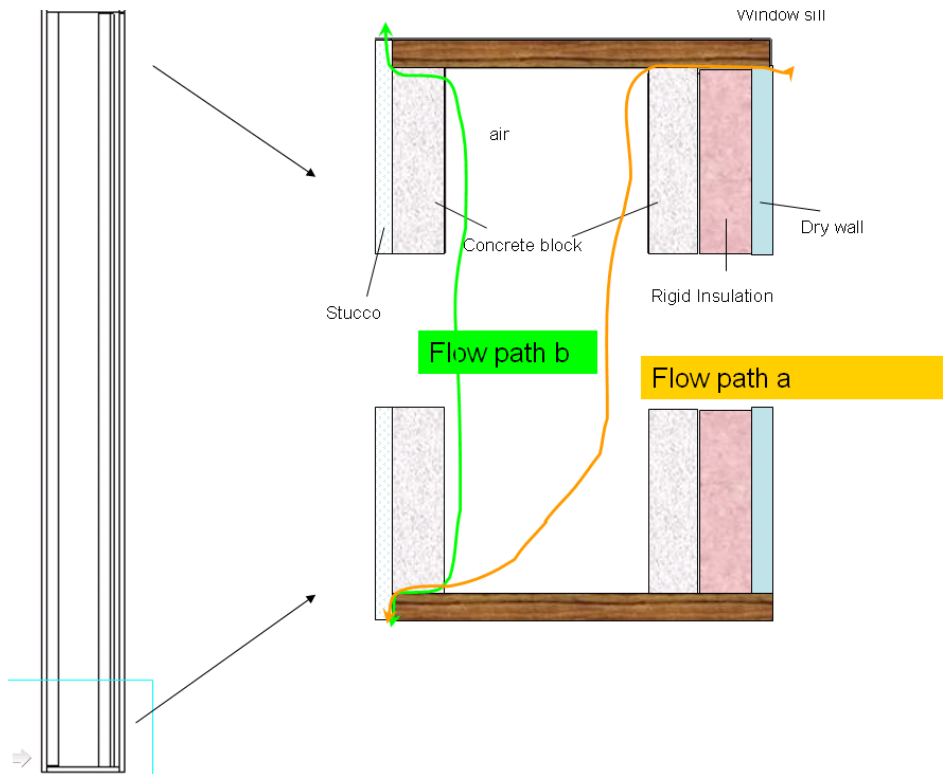 Window sill
air
Concrete block
Dry wall
Rigid Insulation
Stucco
Flow path b
Flow path a